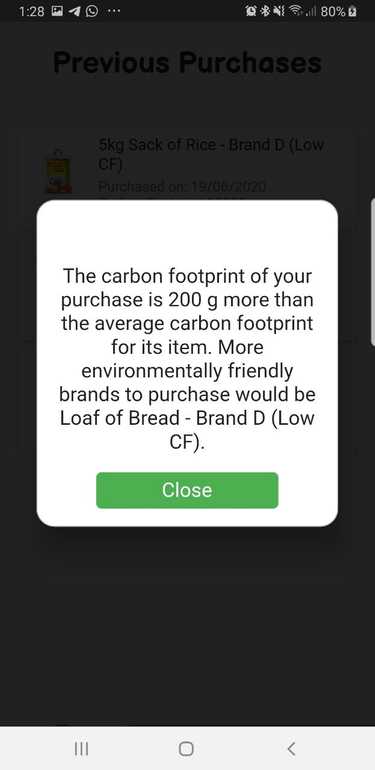 1:28
80%
Previous Purchases
5kg Sack of Rice - Brand D (Low
CF)
Purchased on: 19/06/2020
The carbon footprint of your
purchase is 200 g more than
the average carbon footprint
for its item. More
environmentally friendly
brands to purchase would be
Loaf of Bread - Brand D (Low
CF).
Close